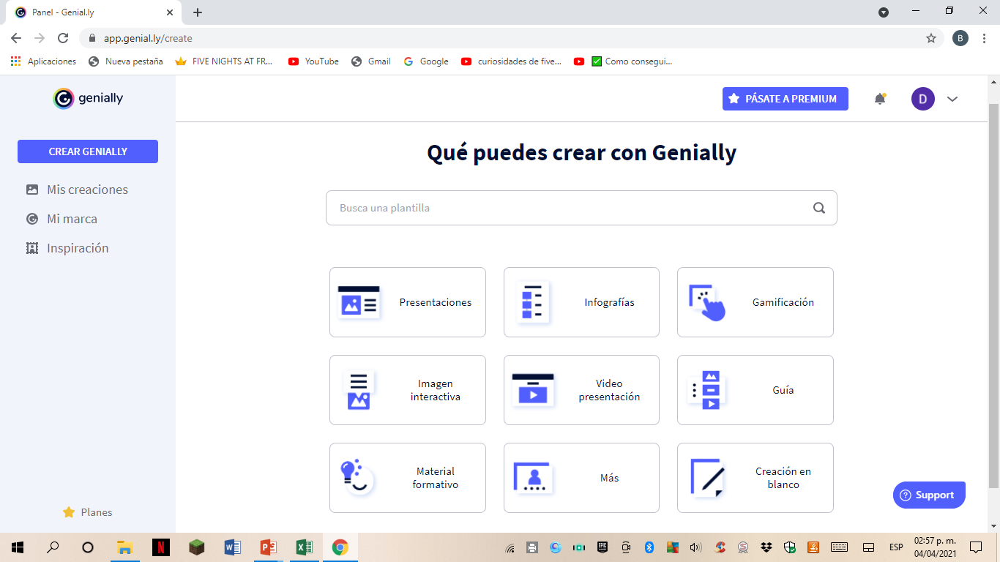 Panel - Genial.ly
app.genial.ly/create
B
Aplicaciones
Nueva pestaña
FIVE NIGHTS AT FR...
YouTube
Gmail
Google
curiosidades de five...
Como consegui...
genially
PÁSATE A PREMIUM
D
CREAR GENIALLY
Mis creaciones
Mi marca
Inspiración
Planes
Qué puedes crear con Genially
Busca una plantilla
Presentaciones
Infografías
Gamificación
Imagen
interactiva
Video
presentación
Guía
Material
formativo
Más
Creación en
blanco
Support
ESP
02:57 p. m.
04/04/2021